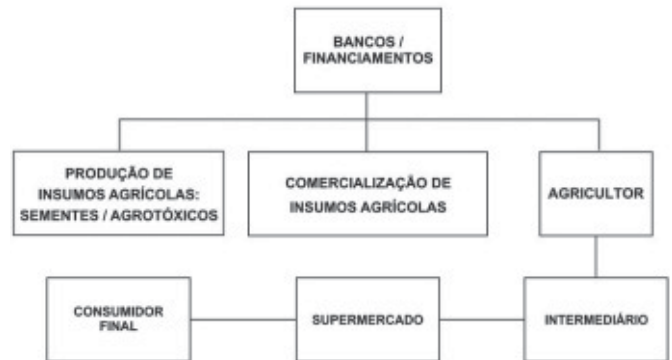 BANCOS /
FINANCIAMENTOS
PRODUÇÃO DE
INSUMOS AGRÍCOLAS:
SEMENTES / AGROTÓXICOS
COMERCIALIZAÇÃO DE
INSUMOS AGRÍCOLAS
AGRICULTOR
CONSUMIDOR
FINAL
SUPERMERCADO
INTERMEDIÁRIO